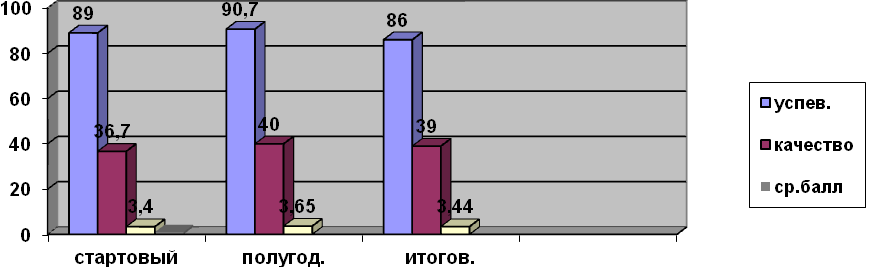 100
80
60
40
20
0
89
36,7
3,4
90,7
40
3,65
86
39
3,44
стартовый
полугод.
итогов.
успев.
качество
ср.балл